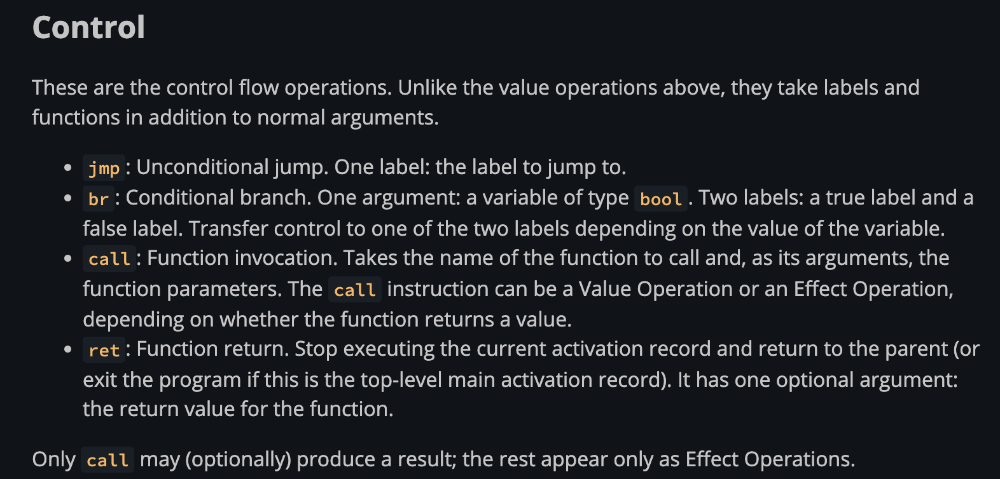 Control
These are the control flow operations. Unlike the value operations above, they take labels and
functions in addition to normal arguments.
• jmp: Unconditional jump. One label: the label to jump to.
• br: Conditional branch. One argument: a variable of type bool. Two labels: a true label and a
false label. Transfer control to one of the two labels depending on the value of the variable.
• call: Function invocation. Takes the name of the function to call and, as its arguments, the
function parameters. The call instruction can be a Value Operation or an Effect Operation,
depending on whether the function returns a value.
• ret: Function return. Stop executing the current activation record and return to the parent (or
exit the program if this is the top-level main activation record). It has one optional argument:
the return value for the function.
Only call may (optionally) produce a result; the rest appear only as Effect Operations.